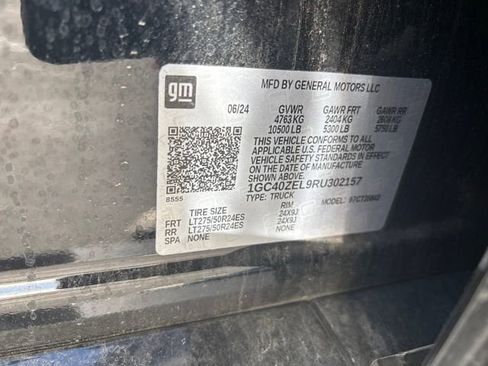 gm
MFD BY GENERAL MOTORS LLC
06/24 GVWR GAWR FRT GAWR RR
4763 KG 2404 KG 2608 KG
10500 LB 5300 LB 5750 LB
THIS VEHICLE CONFORMS TO ALL APPLICABLE
U.S. FEDERAL MOTOR VEHICLE SAFETY
STANDARDS IN EFFECT ON THE DATE OF MANUFACTURE
SHOWN ABOVE.
1GC40ZEL9RU302157
TYPE: TRUCK MODEL:
8555
TIRE SIZE RIM
FRT LT275/50R24ES 24X9J
RR LT275/50R24ES 24X9J
SPA NONE NONE